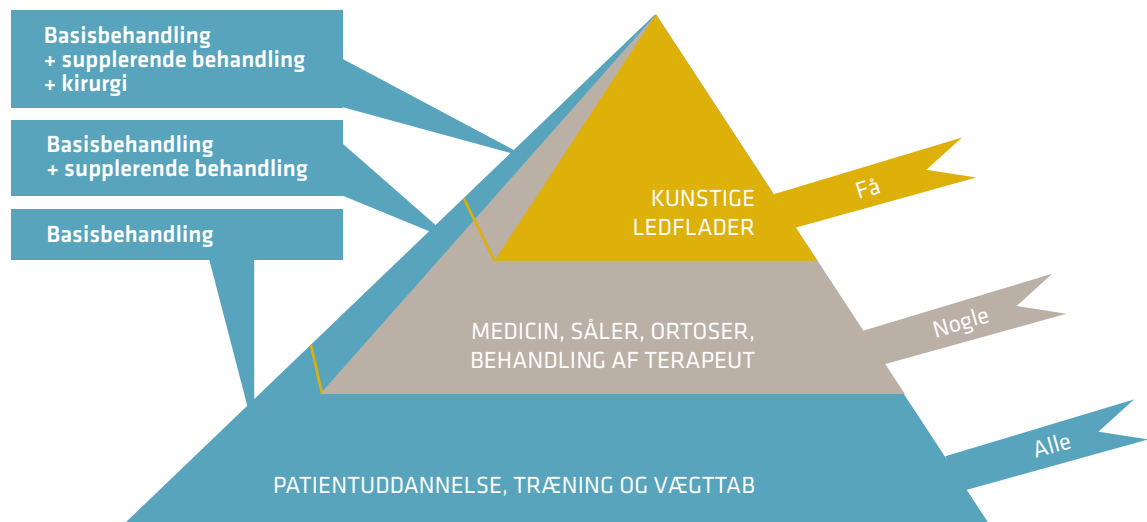 Basisbehandling
+ supplerende behandling
+ kirurgi
Basisbehandling
+ supplerende behandling
Basisbehandling
KUNSTIGE
LEDFLADER
Få
MEDICIN, SÅLER, ORTOSER,
BEHANDLING AF TERAPEUT
Nogle
PATIENTUDDANNELSE, TRÆNING OG VÆGTTAB
Alle